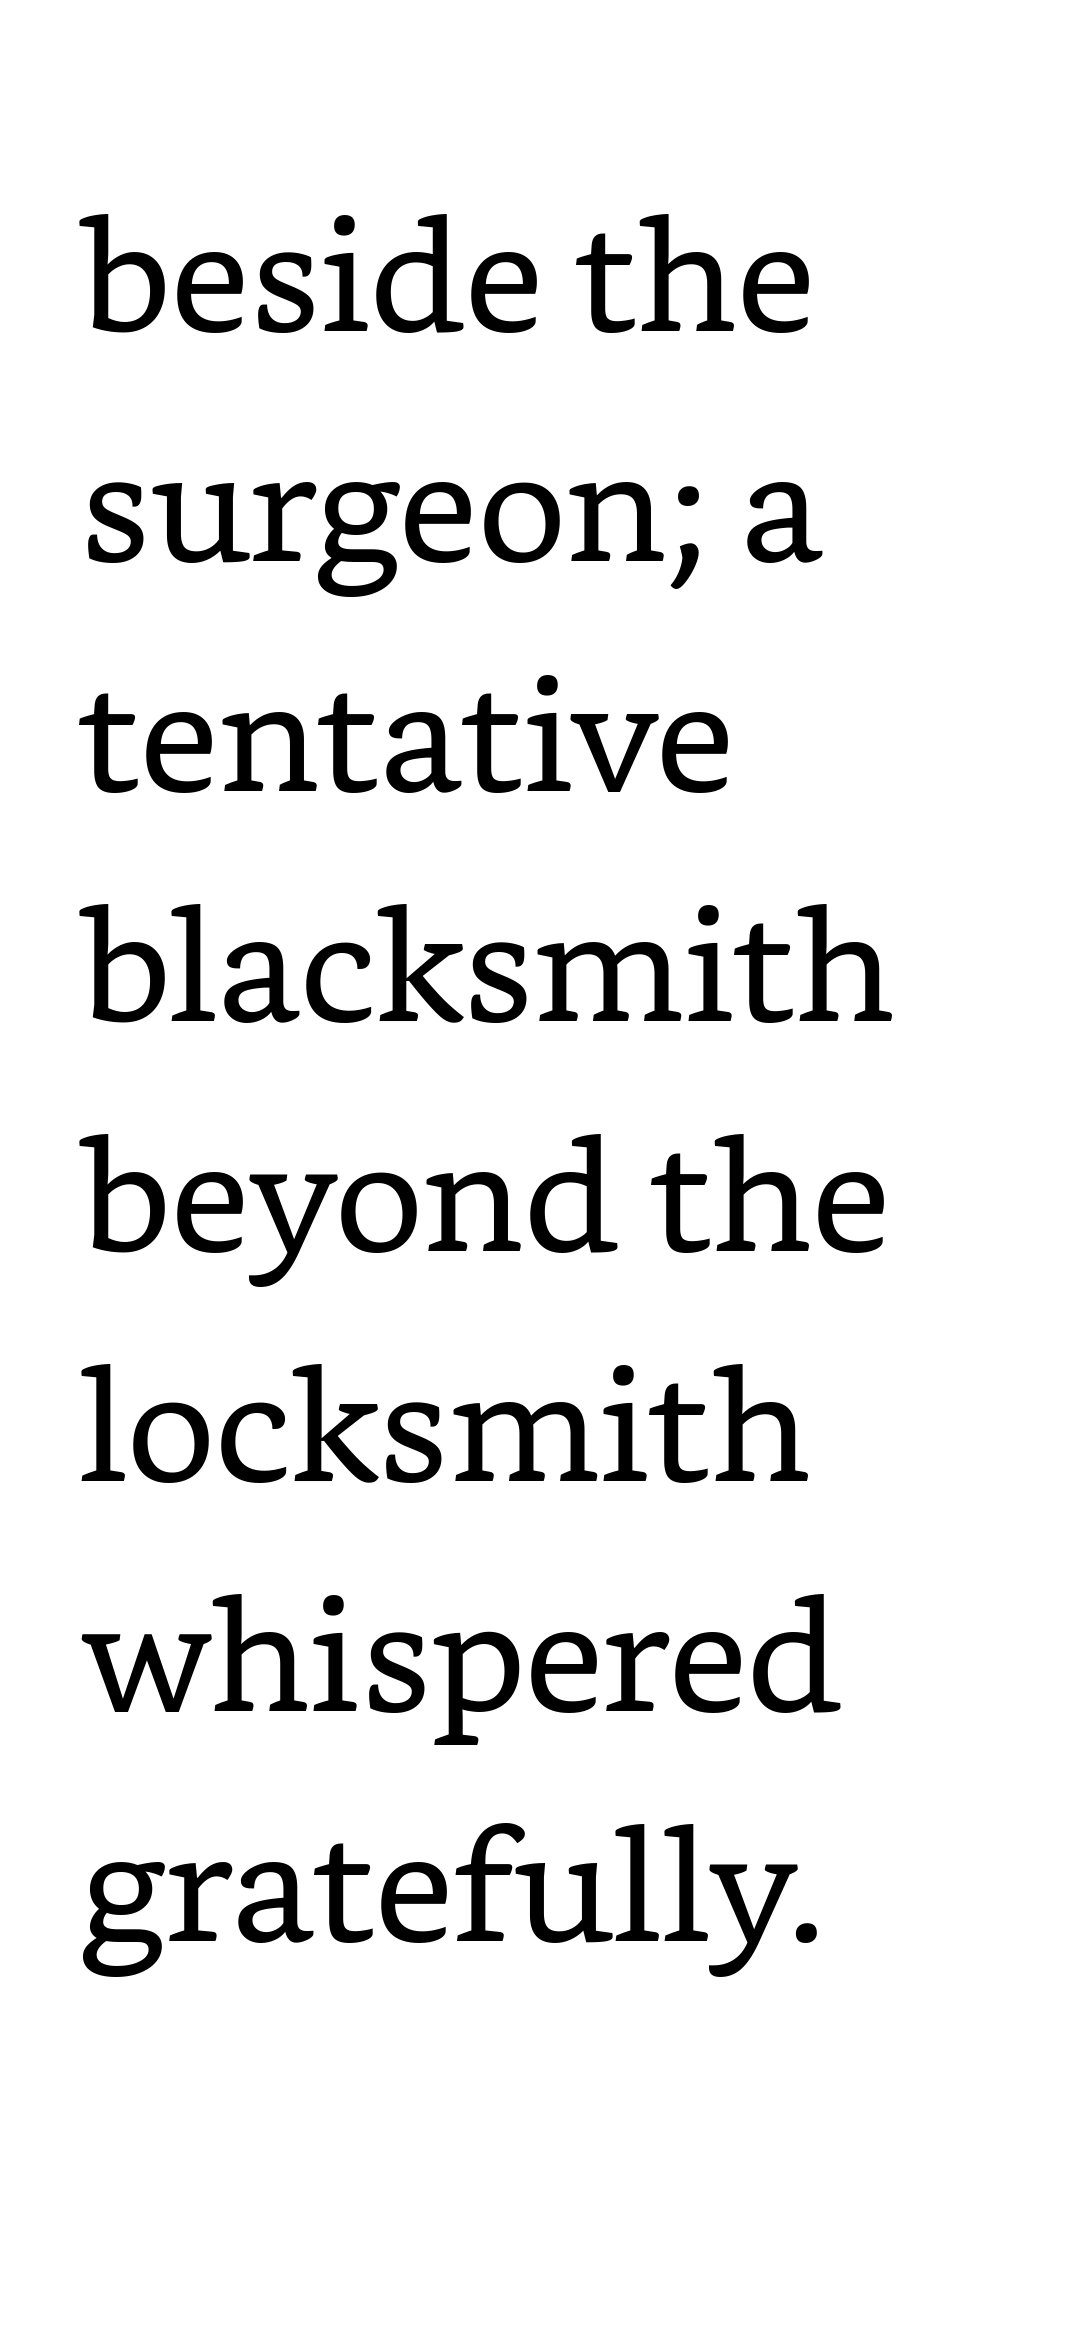 beside the
surgeon; a
tentative
blacksmith
beyond the
locksmith
whispered
gratefully.